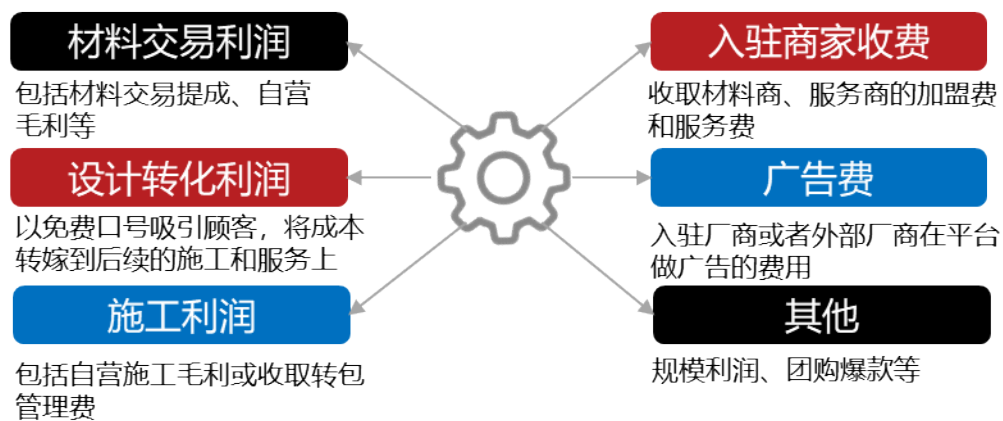 材料交易利润
包括材料交易提成、自营
毛利等
设计转化利润
以免费口号吸引顾客，将成本
转嫁到后续的施工和服务上
施工利润
包括自营施工毛利或收取转包
管理费
入驻商家收费
收取材料商、服务商的加盟费
和服务费
广告费
入驻厂商或者外部厂商在平台
做广告的费用
其他
规模利润、团购爆款等